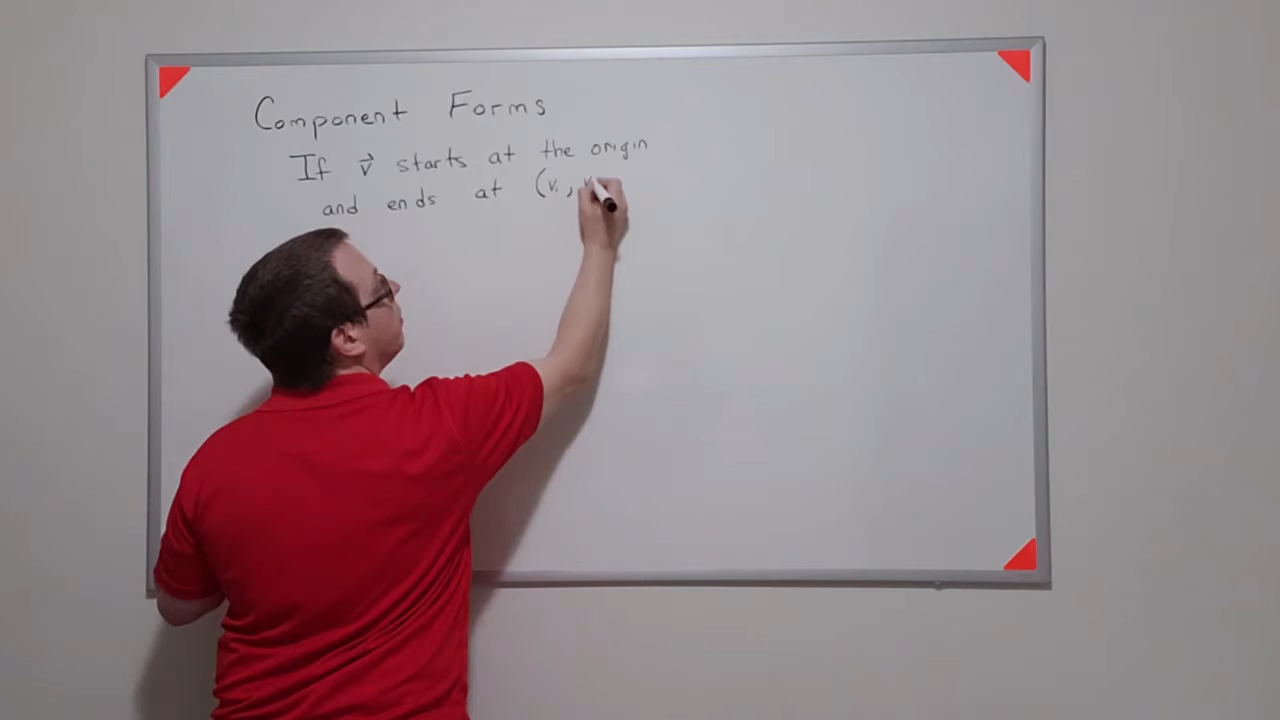 Component Forms
If v⃗ starts at the origin
and ends at (v₁, v